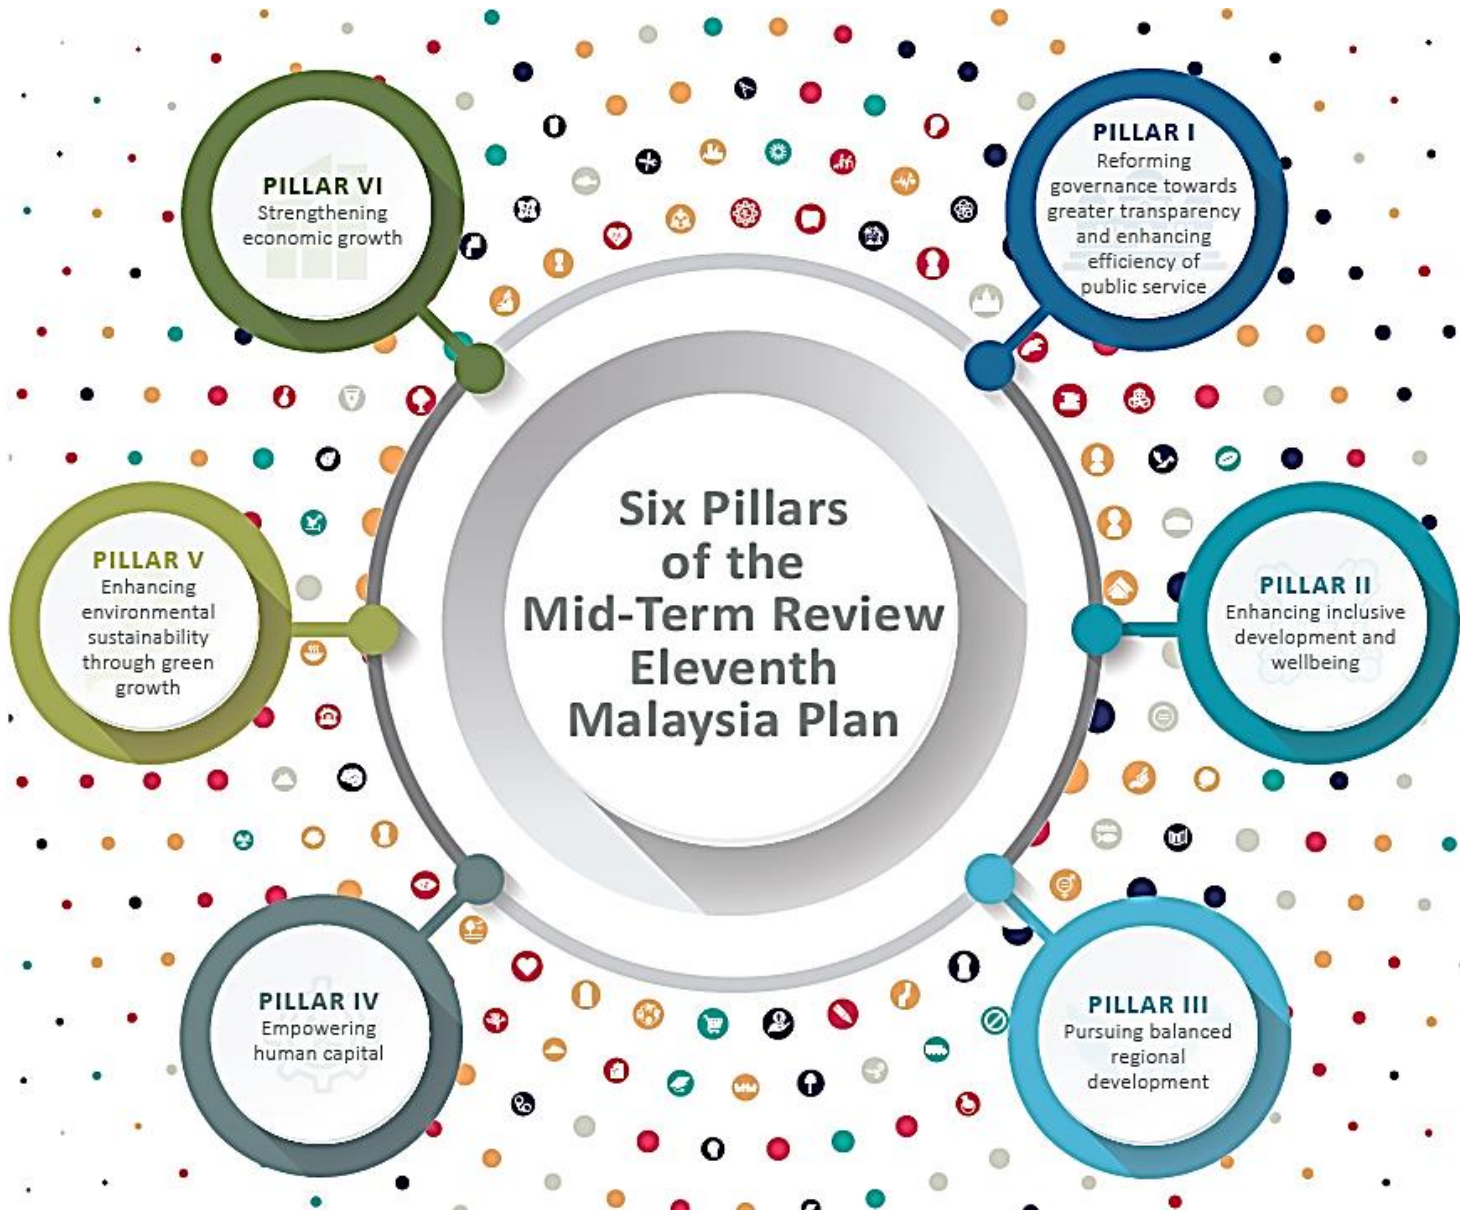 Six Pillars
of the
Mid-Term Review
Eleventh
Malaysia Plan
PILLAR I
Reforming
governance towards
greater transparency
and enhancing
efficiency of
public service
PILLAR II
Enhancing inclusive
development and
wellbeing
PILLAR III
Pursuing balanced
regional
development
PILLAR IV
Empowering
human capital
PILLAR V
Enhancing
environmental
sustainability
through green
growth
PILLAR VI
Strengthening
economic growth